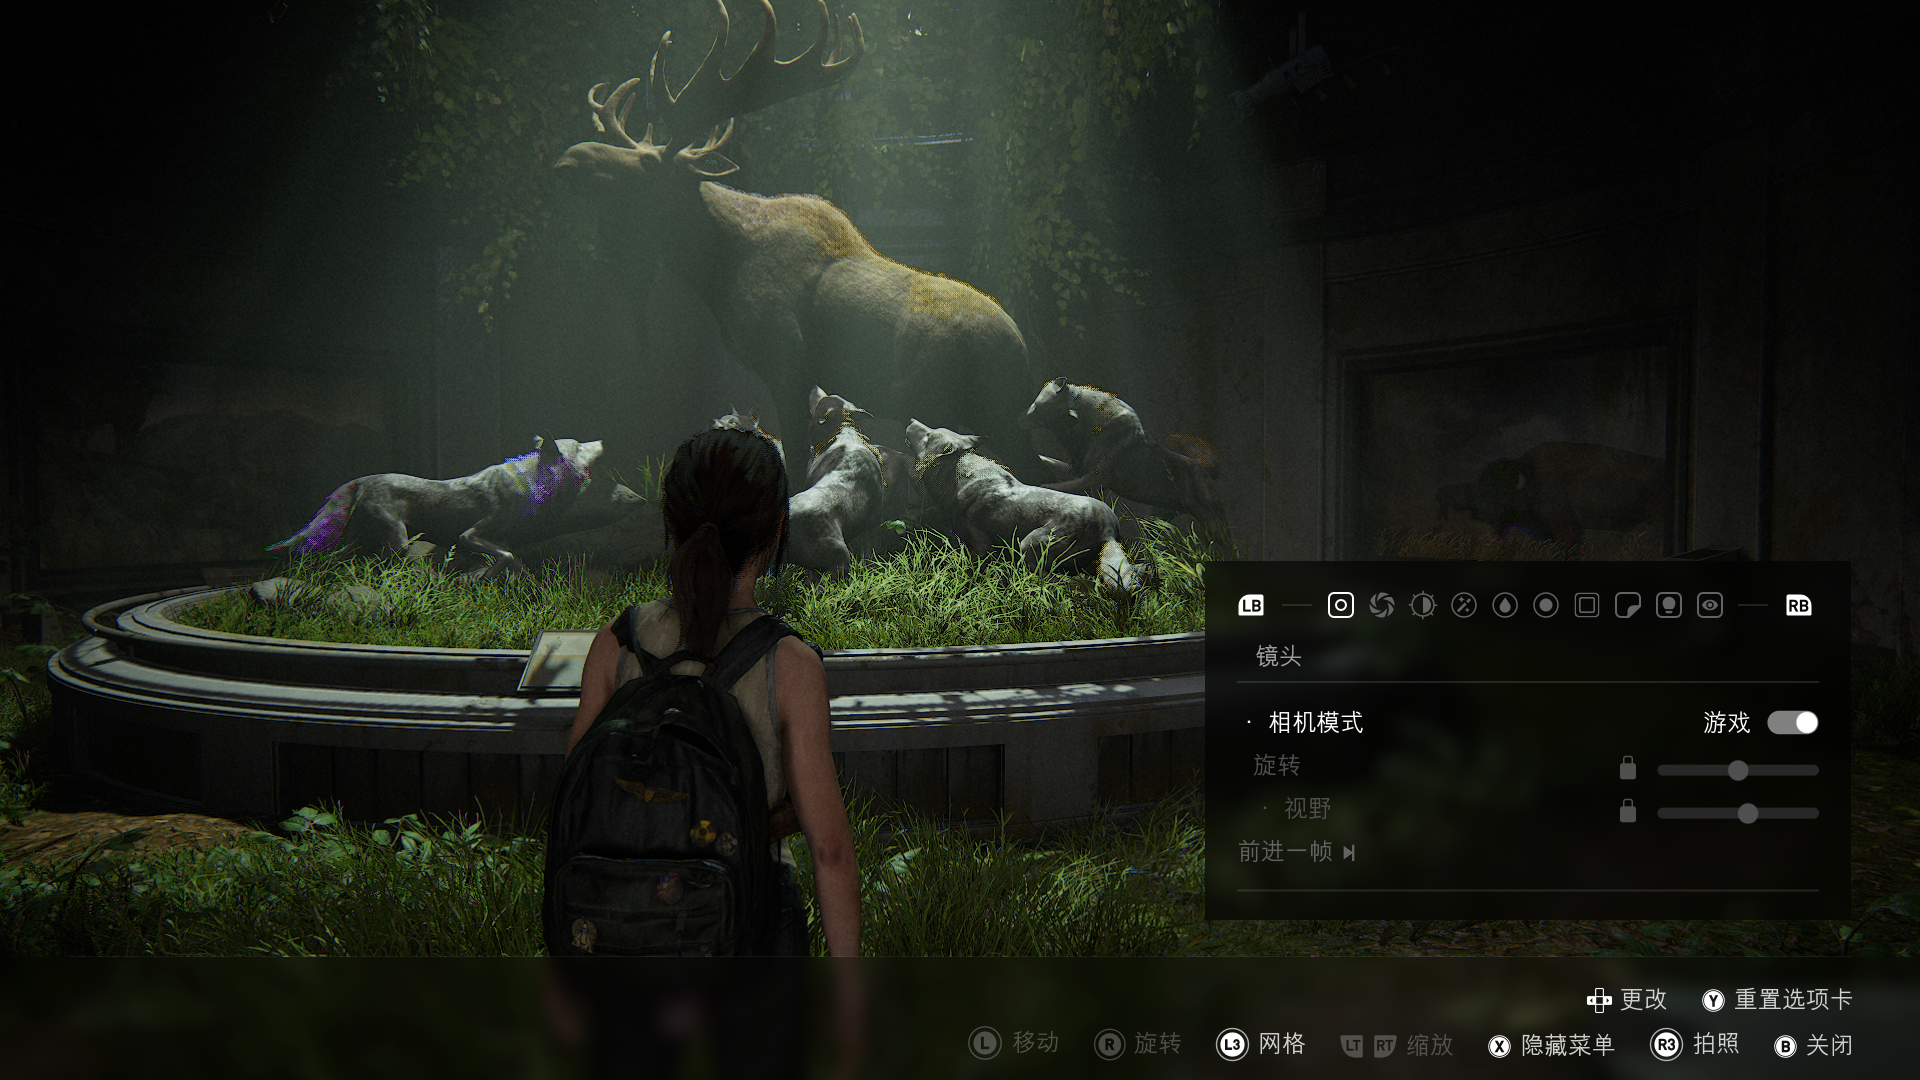 LB RB
镜头
· 相机模式 游戏
旋转
· 视野
前进一帧
更改 Y 重置选项卡
L 移动 R 旋转 L3 网格 LT RT 缩放 X 隐藏菜单 R3 拍照 B 关闭